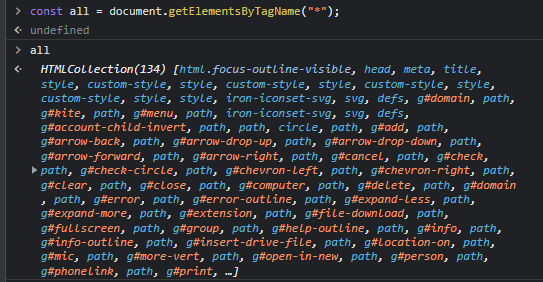 > const all = document.getElementsByTagName("*");
< undefined
> all
< HTMLCollection(134) [html.focus-outline-visible, head, meta, title,
style, custom-style, style, custom-style, style, custom-style, style,
custom-style, style, style, iron-iconset-svg, svg, defs, g#domain, path,
g#kite, path, g#menu, path, iron-iconset-svg, svg, defs,
g#account-child-invert, path, path, circle, path, g#add, path,
g#arrow-back, path, g#arrow-drop-up, path, g#arrow-drop-down, path,
g#arrow-forward, path, g#arrow-right, path, g#cancel, path, g#check,
path, g#check-circle, path, g#chevron-left, path, g#chevron-right, path,
g#clear, path, g#close, path, g#computer, path, g#delete, path, g#domain
, path, g#error, path, g#error-outline, path, g#expand-less, path,
g#expand-more, path, g#extension, path, g#file-download, path,
g#fullscreen, path, g#group, path, g#help-outline, path, g#info, path,
g#info-outline, path, g#insert-drive-file, path, g#location-on, path,
g#mic, path, g#more-vert, path, g#open-in-new, path, g#person, path,
g#phonelink, path, g#print, …]